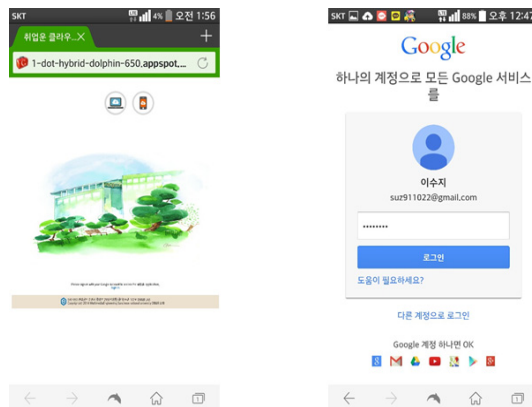 SKT
4%
오전 1:56
취업운 클라우...
1-dot-hybrid-dolphin-650.appspot,...
SKT
88%
오후 12:47
Google
하나의 계정으로 모든 Google 서비스
를
이수지
suz911022@gmail.com
로그인
도움이 필요하세요?
다른 계정으로 로그인
Google 계정 하나면 OK